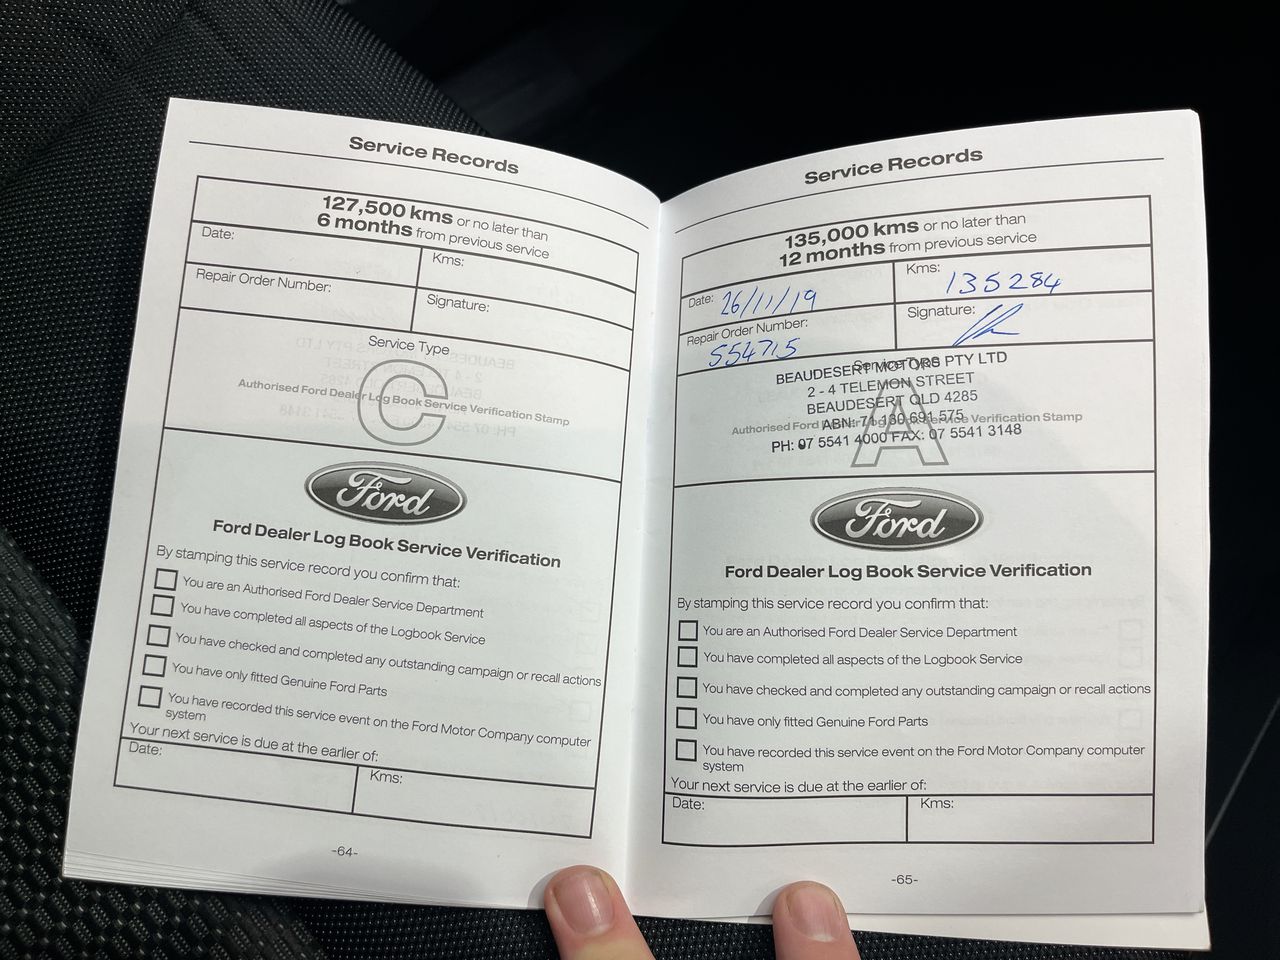 Service Records
127,500 kms or no later than
6 months from previous service
Date:
Kms:
Repair Order Number:
Signature:
Service Type
C
Authorised Ford Dealer Log Book Service Verification Stamp
Ford
Ford Dealer Log Book Service Verification
By stamping this service record you confirm that:
You are an Authorised Ford Dealer Service Department
You have completed all aspects of the Logbook Service
You have checked and completed any outstanding campaign or recall actions
You have only fitted Genuine Ford Parts
You have recorded this service event on the Ford Motor Company computer
system
Your next service is due at the earlier of:
Date:
Kms:
-64-
Service Records
135,000 kms or no later than
12 months from previous service
Date: 26/11/19
Kms: 135284
Repair Order Number:
554715
Signature:
Service Type
BEAUDESERT MOTORS PTY LTD
2 - 4 TELEMON STREET
BEAUDESERT QLD 4285
ABN: 71 130 691 575
A
Authorised Ford Dealer Log Book Service Verification Stamp
PH: 07 5541 4000 FAX: 07 5541 3148
Ford
Ford Dealer Log Book Service Verification
By stamping this service record you confirm that:
You are an Authorised Ford Dealer Service Department
You have completed all aspects of the Logbook Service
You have checked and completed any outstanding campaign or recall actions
You have only fitted Genuine Ford Parts
You have recorded this service event on the Ford Motor Company computer
system
Your next service is due at the earlier of:
Date:
Kms:
-65-